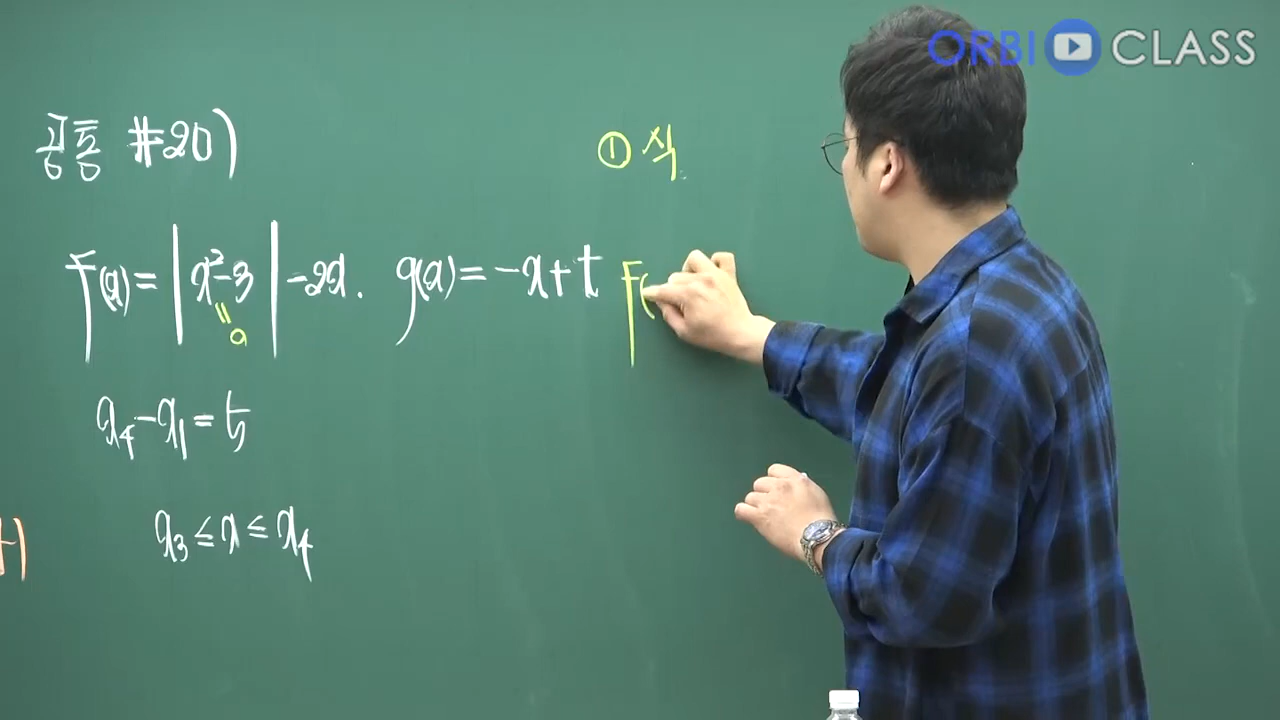 ORBI CLASS
공통 #20)
① 식
f(x) = |x²-3| -2x. g(x) = -x+t
f(
= a
x₄-x₁=5
x₃ ≤ x ≤ x₄